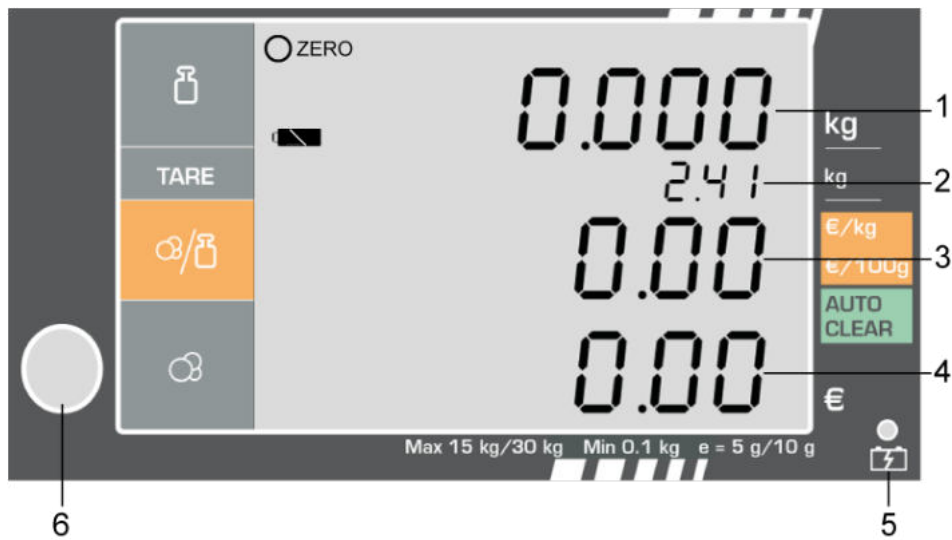 ZERO
0.000
1
kg
TARE
2.41
2
kg
0.00
3
€/kg
€/100g
AUTO
CLEAR
0.00
4
€
Max 15 kg/30 kg Min 0.1 kg e = 5 g/10 g
6
5